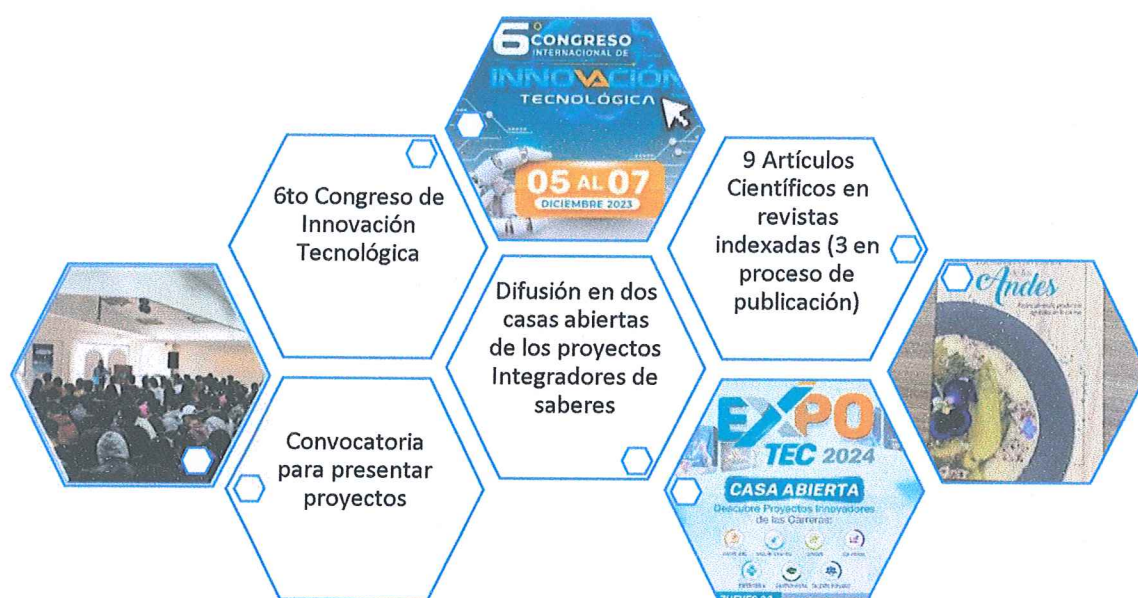 6º CONGRESO
INTERNACIONAL DE
INNOVACIÓN
TECNOLÓGICA
05 AL 07
DICIEMBRE 2023
6to Congreso de
Innovación
Tecnológica
9 Artículos
Científicos en
revistas
indexadas (3 en
proceso de
publicación)
Difusión en dos
casas abiertas
de los proyectos
Integradores de
saberes
Andes
Convocatoria
para presentar
proyectos
EXPO
TEC 2024
CASA ABIERTA
Descubre Proyectos Innovadores
de las Carreras: